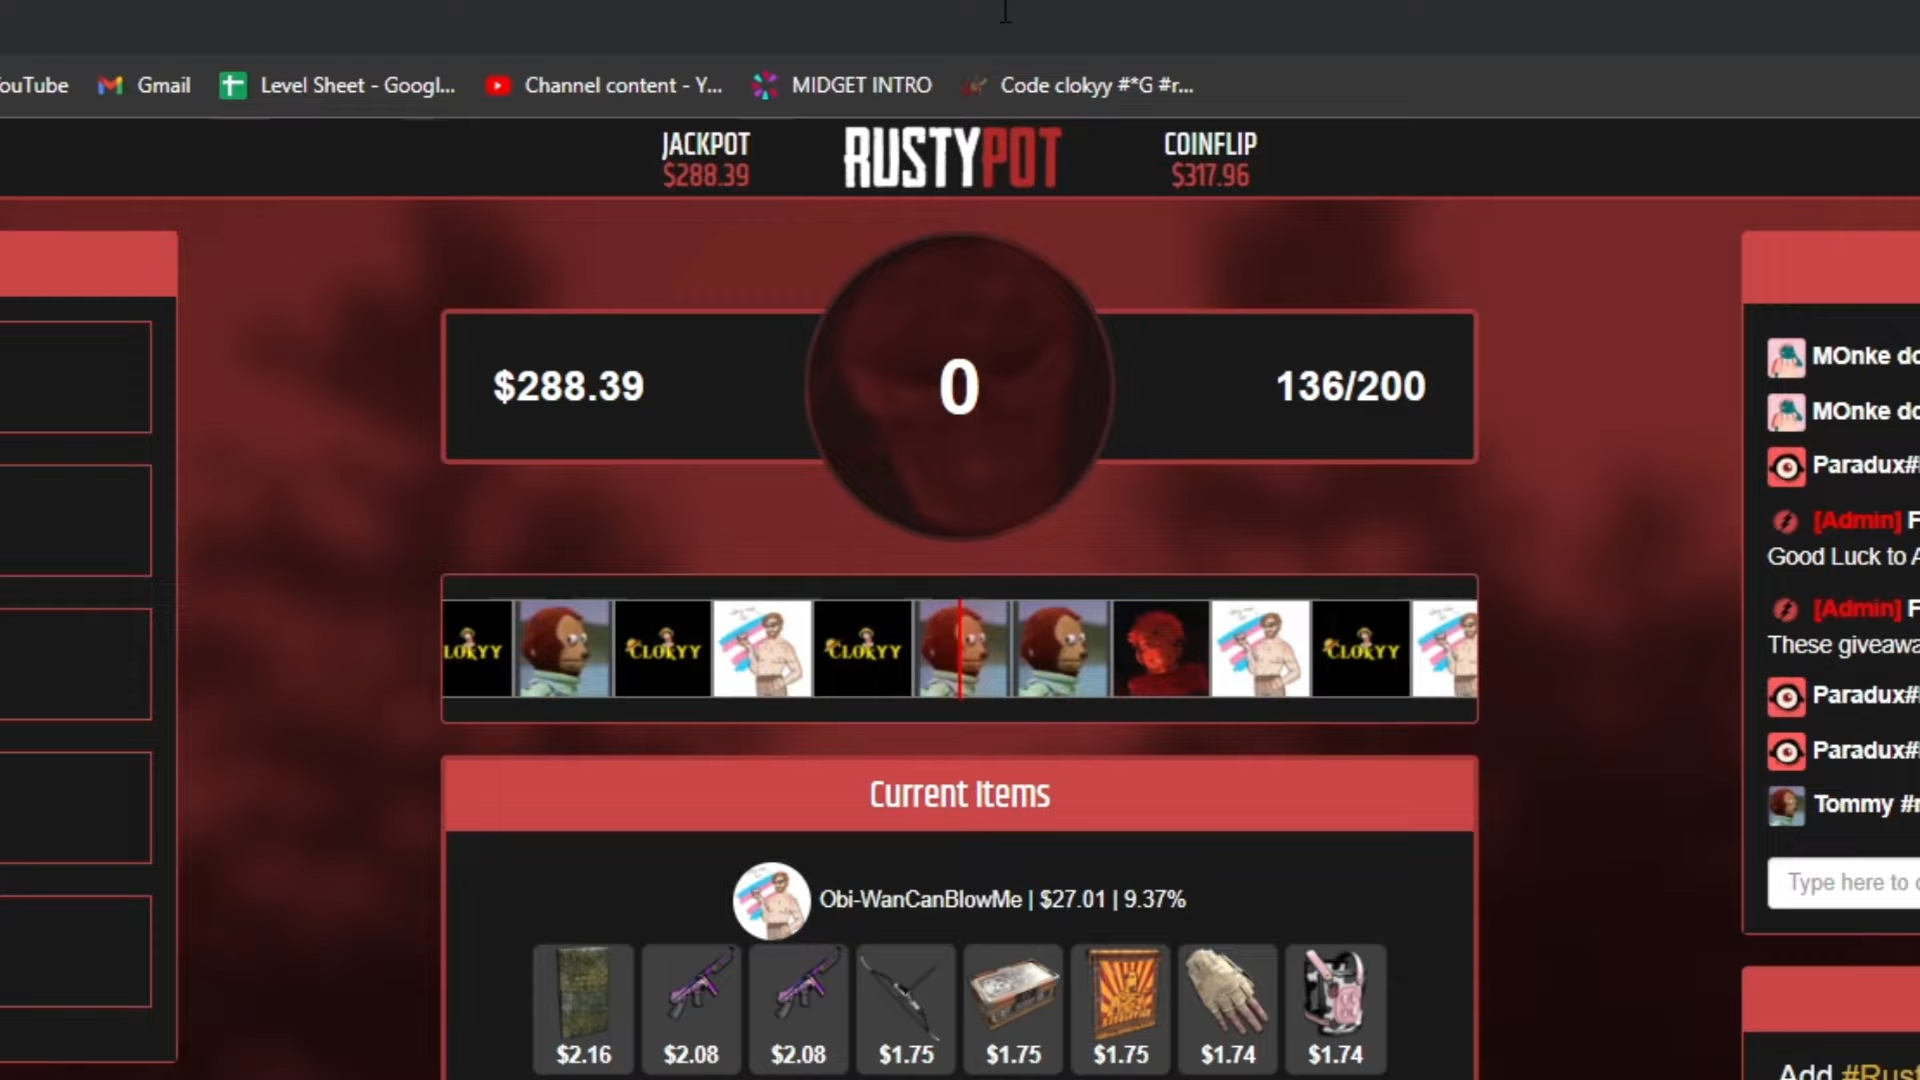 ouTube Gmail Level Sheet - Googl... Channel content - Y... MIDGET INTRO Code clokyy #*G #r...
JACKPOT
$288.39
RUSTYPOT
COINFLIP
$317.96
$288.39
0
136/200
LOKYY CLOKYY CLOKYY CLOKYY
Current Items
Obi-WanCanBlowMe | $27.01 | 9.37%
$2.16 $2.08 $2.08 $1.75 $1.75 $1.75 $1.74 $1.74
MOnke do
MOnke do
Paradux#
[Admin] F
Good Luck to A
[Admin] F
These giveawa
Paradux#
Paradux#
Tommy #r
Type here to c
Add #Rust